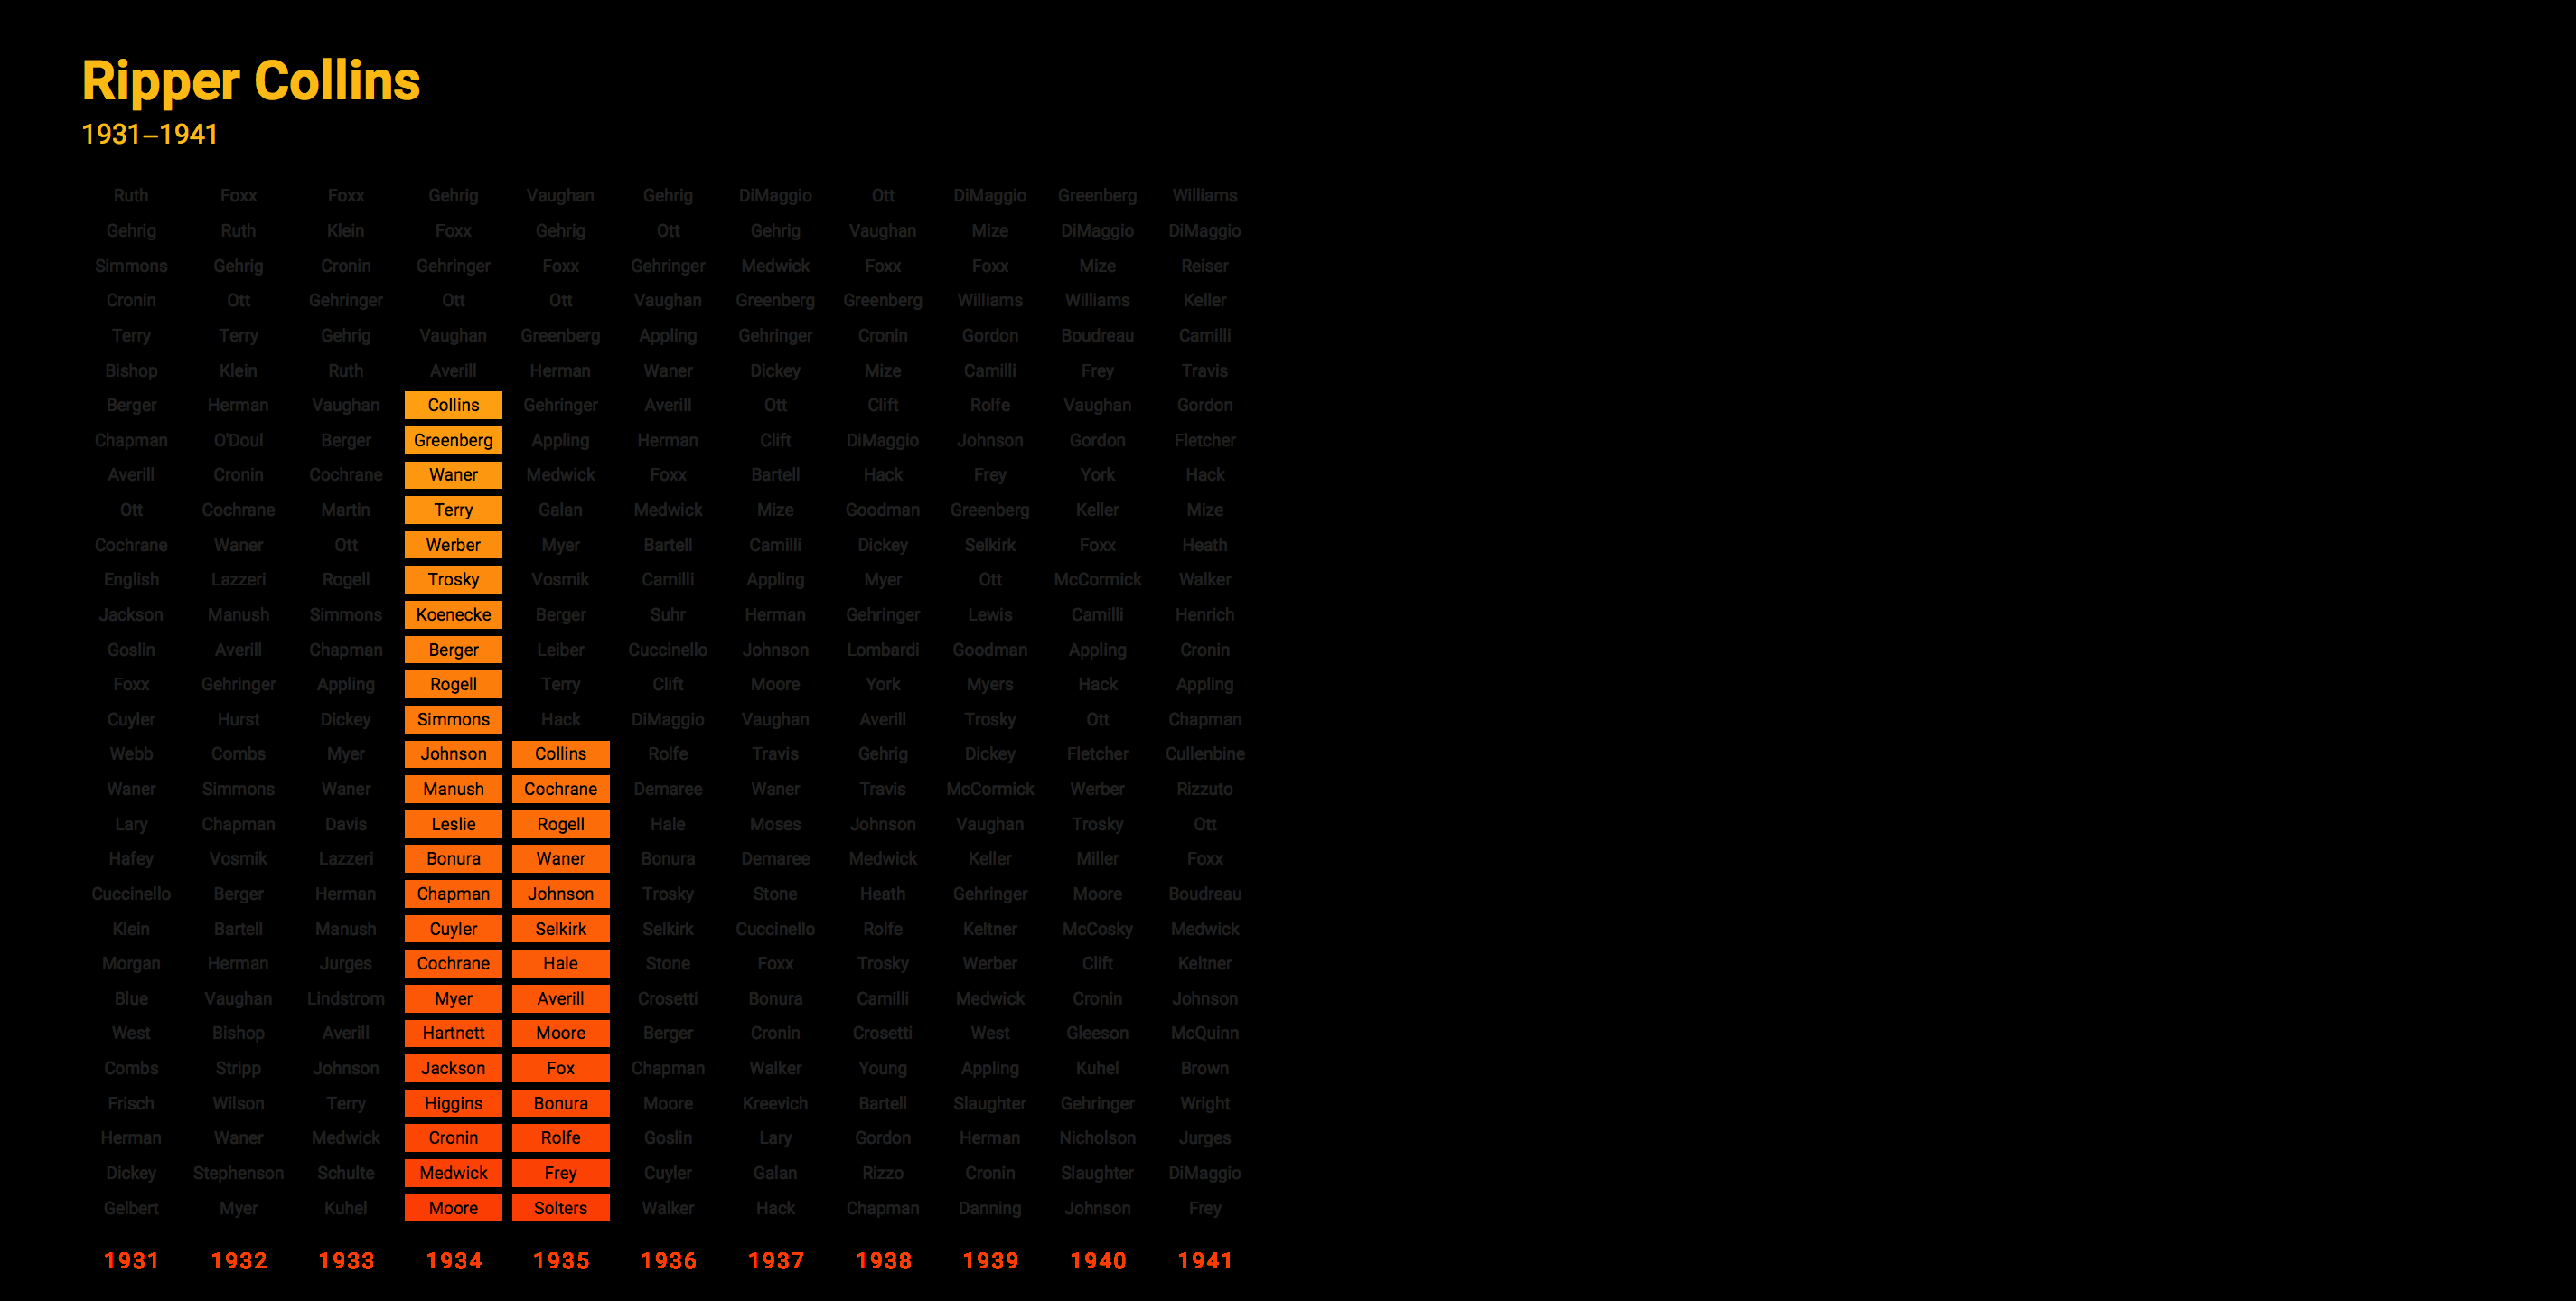 Ripper Collins
1931–1941
Ruth Foxx Foxx Gehrig Vaughan Gehrig DiMaggio Ott DiMaggio Greenberg Williams
Gehrig Ruth Klein Foxx Gehrig Ott Gehrig Vaughan Mize DiMaggio DiMaggio
Simmons Gehrig Cronin Gehringer Foxx Gehringer Medwick Foxx Foxx Mize Reiser
Cronin Ott Gehringer Ott Ott Vaughan Greenberg Greenberg Williams Williams Keller
Terry Terry Gehrig Vaughan Greenberg Appling Gehringer Cronin Gordon Boudreau Camilli
Bishop Klein Ruth Averill Herman Waner Dickey Mize Camilli Frey Travis
Berger Herman Vaughan Collins Gehringer Averill Ott Clift Rolfe Vaughan Gordon
Chapman O'Doul Berger Greenberg Appling Herman Clift DiMaggio Johnson Gordon Fletcher
Averill Cronin Cochrane Waner Medwick Foxx Bartell Hack Frey York Hack
Ott Cochrane Martin Terry Galan Medwick Mize Goodman Greenberg Keller Mize
Cochrane Waner Ott Werber Myer Bartell Camilli Dickey Selkirk Foxx Heath
English Lazzeri Rogell Trosky Vosmik Camilli Appling Myer Ott McCormick Walker
Jackson Manush Simmons Koenecke Berger Suhr Herman Gehringer Lewis Camilli Henrich
Goslin Averill Chapman Berger Leiber Cuccinello Johnson Lombardi Goodman Appling Cronin
Foxx Gehringer Appling Rogell Terry Clift Moore York Myers Hack Appling
Cuyler Hurst Dickey Simmons Hack DiMaggio Vaughan Averill Trosky Ott Chapman
Webb Combs Myer Johnson Collins Rolfe Travis Gehrig Dickey Fletcher Cullenbine
Waner Simmons Waner Manush Cochrane Demaree Waner Travis McCormick Werber Rizzuto
Lary Chapman Davis Leslie Rogell Hale Moses Johnson Vaughan Trosky Ott
Hafey Vosmik Lazzeri Bonura Waner Bonura Demaree Medwick Keller Miller Foxx
Cuccinello Berger Herman Chapman Johnson Trosky Stone Heath Gehringer Moore Boudreau
Klein Bartell Manush Cuyler Selkirk Selkirk Cuccinello Rolfe Keltner McCosky Medwick
Morgan Herman Jurges Cochrane Hale Stone Foxx Trosky Werber Clift Keltner
Blue Vaughan Lindstrom Myer Averill Crosetti Bonura Camilli Medwick Cronin Johnson
West Bishop Averill Hartnett Moore Berger Cronin Crosetti West Gleeson McQuinn
Combs Stripp Johnson Jackson Fox Chapman Walker Young Appling Kuhel Brown
Frisch Wilson Terry Higgins Bonura Moore Kreevich Bartell Slaughter Gehringer Wright
Herman Waner Medwick Cronin Rolfe Goslin Lary Gordon Herman Nicholson Jurges
Dickey Stephenson Schulte Medwick Frey Cuyler Galan Rizzo Cronin Slaughter DiMaggio
Gelbert Myer Kuhel Moore Solters Walker Hack Chapman Danning Johnson Frey
1931 1932 1933 1934 1935 1936 1937 1938 1939 1940 1941